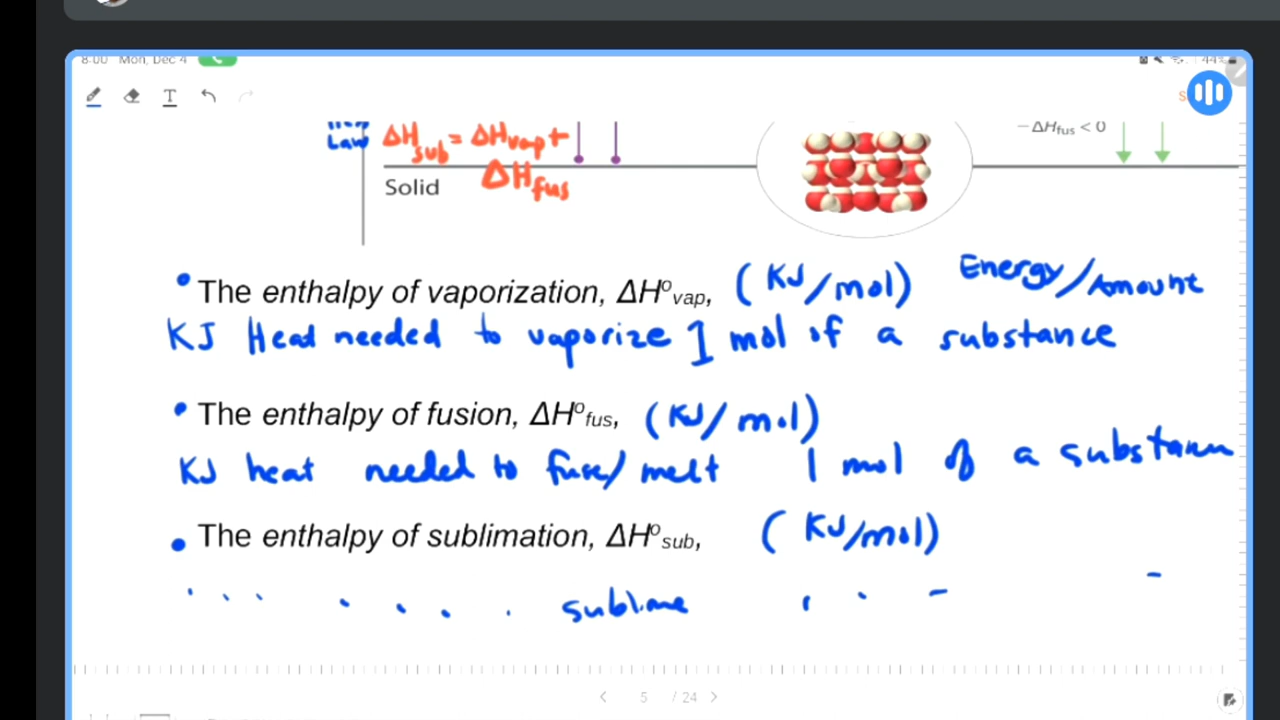 8:00 Mon, Dec 4 44%
T
Law ΔHsub = ΔHvap +
ΔHfus
−ΔHfus < 0
Solid
• The enthalpy of vaporization, ΔH°vap, (KJ/mol) Energy/Amount
KJ Heat needed to vaporize 1 mol of a substance
• The enthalpy of fusion, ΔH°fus, (KJ/mol)
KJ heat needed to fuse/melt 1 mol of a substance
• The enthalpy of sublimation, ΔH°sub, (KJ/mol)
. . . . . . . sublime . . -
5 / 24